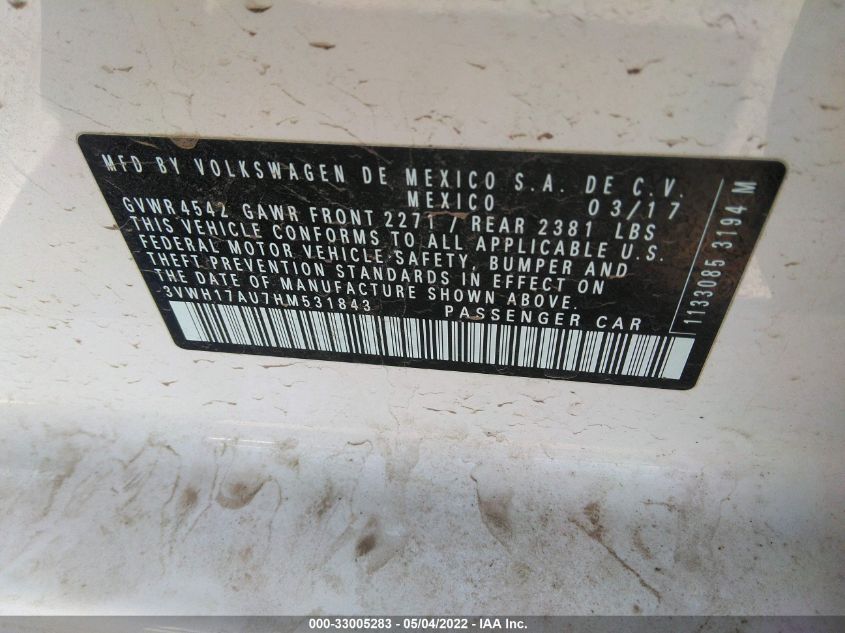 MFD BY VOLKSWAGEN DE MEXICO S.A. DE C.V.
MEXICO 03/17
GVWR 4542 GAWR FRONT 2271 / REAR 2381 LBS
THIS VEHICLE CONFORMS TO ALL APPLICABLE U.S.
FEDERAL MOTOR VEHICLE SAFETY, BUMPER AND
THEFT PREVENTION STANDARDS IN EFFECT ON
THE DATE OF MANUFACTURE SHOWN ABOVE.
3VWH17AU7HM531843 PASSENGER CAR
1133085 3194 M
000-33005283 - 05/04/2022 - IAA Inc.